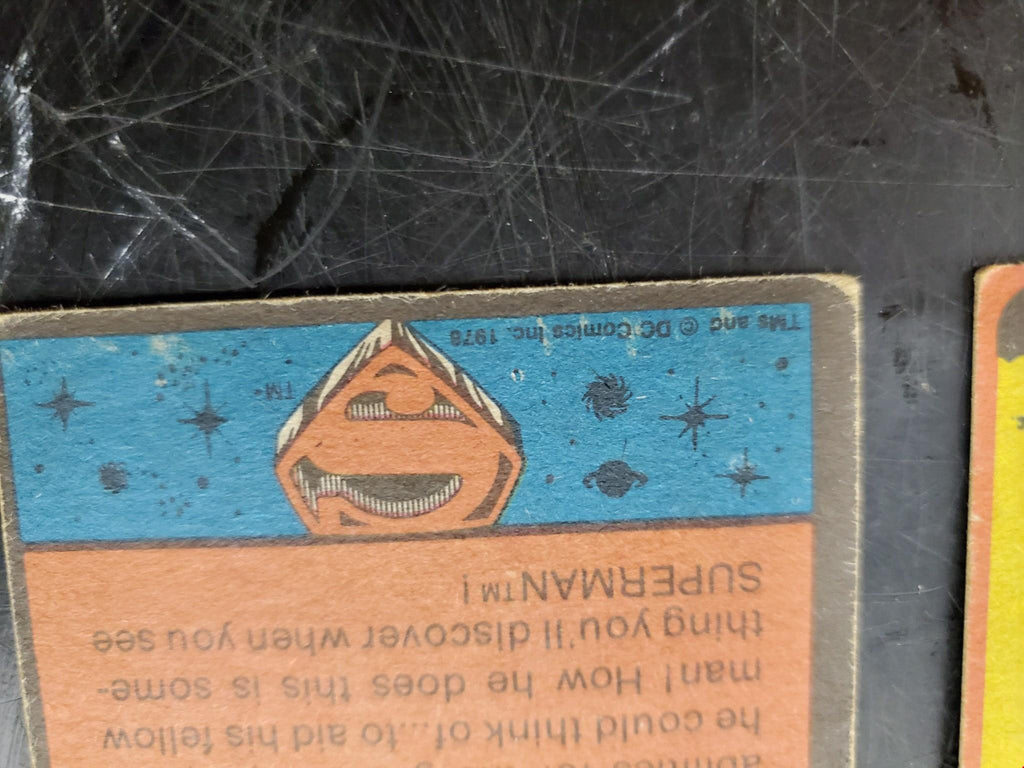 abilities
he could think of...to aid his fellow
man! How he does this is some-
thing you'll discover when you see
SUPERMAN™!
TM
TMs and © DC Comics Inc. 1978